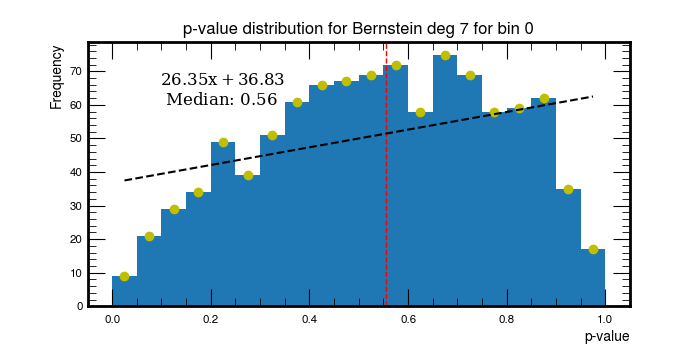 p-value distribution for Bernstein deg 7 for bin 0
Frequency
70
60
50
40
30
20
10
0
26.35x + 36.83
Median: 0.56
0.0 0.2 0.4 0.6 0.8 1.0
p-value